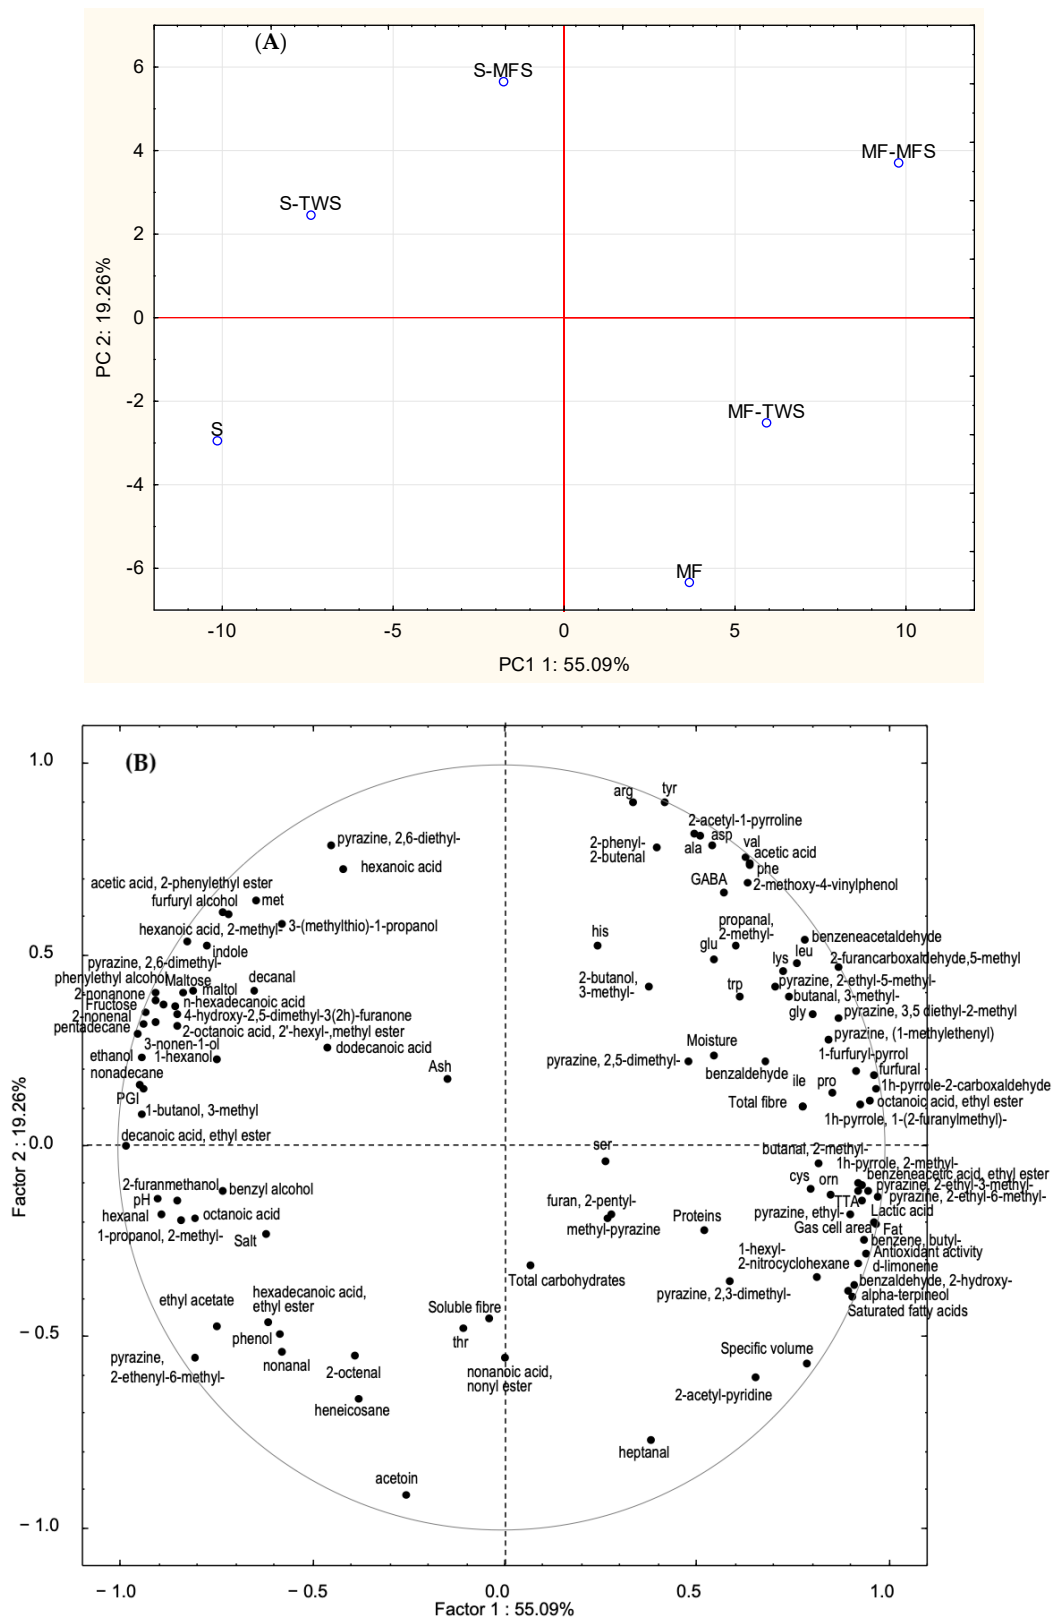 (A)
6
S-MFS
MF-MFS
4
S-TWS
2
PC 2: 19.26%
0
-2
MF-TWS
S
-4
-6
MF
-10
-5
0
5
10
PC1 1: 55.09%
(B)
1.0
arg
tyr
2-acetyl-1-pyrroline
pyrazine, 2,6-diethyl-
2-phenyl-
2-butenal
ala
asp
val
acetic acid
hexanoic acid
phe
GABA
2-methoxy-4-vinylphenol
acetic acid, 2-phenylethyl ester
met
furfuryl alcohol
3-(methylthio)-1-propanol
hexanoic acid, 2-methyl-
his
propanal,
2-methyl-
benzeneacetaldehyde
0.5
indole
glu
leu
lys
2-furancarboxaldehyde,5-methyl
pyrazine, 2,6-dimethyl-
phenylethyl alcohol
Maltose
decanal
2-butanol,
3-methyl-
trp
pyrazine, 2-ethyl-5-methyl-
maltol
2-nonanone
butanal, 3-methyl-
Fructose
n-hexadecanoic acid
gly
pyrazine, 3,5 diethyl-2-methyl
2-nonenal
4-hydroxy-2,5-dimethyl-3(2h)-furanone
pentadecane
2-octanoic acid, 2'-hexyl-,methyl ester
pyrazine, (1-methylethenyl)
3-nonen-1-ol
dodecanoic acid
Moisture
ethanol
1-hexanol
pyrazine, 2,5-dimethyl-
1-furfuryl-pyrrol
nonadecane
Ash
benzaldehyde
furfural
ile
pro
1h-pyrrole-2-carboxaldehyde
PGI
Total fibre
octanoic acid, ethyl ester
1-butanol, 3-methyl
1h-pyrrole, 1-(2-furanylmethyl)-
0.0
decanoic acid, ethyl ester
ser
butanal, 2-methyl-
1h-pyrrole, 2-methyl-
benzeneacetic acid, ethyl ester
2-furanmethanol
benzyl alcohol
cys
orn
pyrazine, 2-ethyl-3-methyl-
pH
furan, 2-pentyl-
TTA
pyrazine, 2-ethyl-6-methyl-
hexanal
octanoic acid
Proteins
pyrazine, ethyl-
Lactic acid
methyl-pyrazine
Gas cell area
Fat
1-propanol, 2-methyl-
Salt
benzene, butyl-
1-hexyl-
2-nitrocyclohexane
Antioxidant activity
d-limonene
Total carbohydrates
benzaldehyde, 2-hydroxy-
pyrazine, 2,3-dimethyl-
alpha-terpineol
hexadecanoic acid,
ethyl ester
ethyl acetate
Soluble fibre
Saturated fatty acids
− 0.5
phenol
thr
Specific volume
pyrazine,
2-ethenyl-6-methyl-
nonanal
2-octenal
nonanoic acid,
nonyl ester
2-acetyl-pyridine
heneicosane
heptanal
acetoin
− 1.0
Factor 2 : 19.26%
− 1.0
− 0.5
0.0
0.5
1.0
Factor 1 : 55.09%